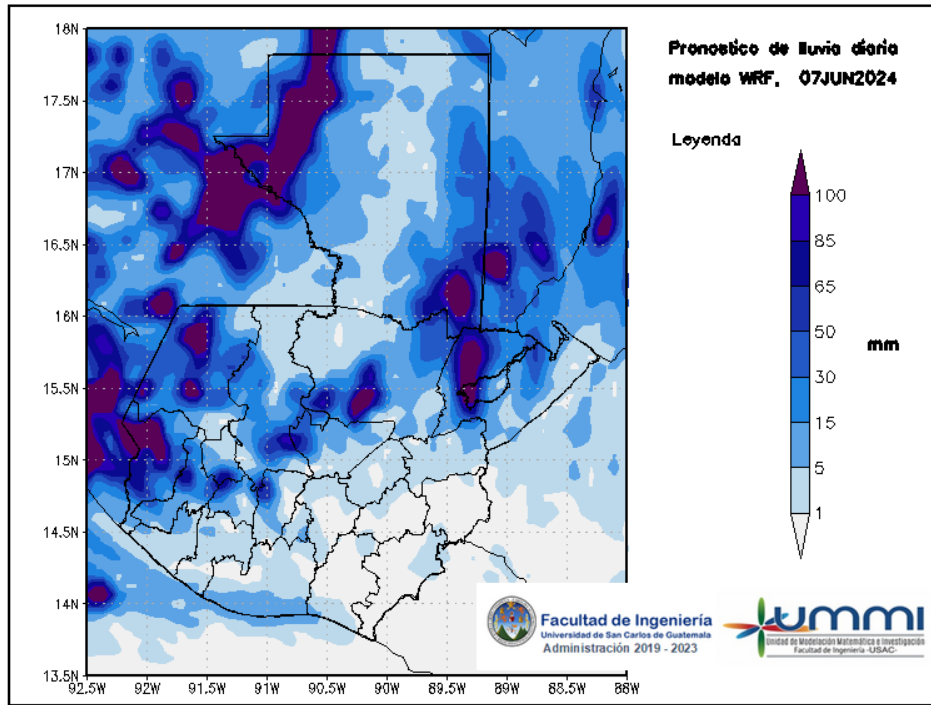 Pronostico de lluvia diaria
modelo WRF, 07JUN2024
Leyenda
100
85
65
50
30
15
5
1
mm
18N
17.5N
17N
16.5N
16N
15.5N
15N
14.5N
14N
13.5N
92.5W
92W
91.5W
91W
90.5W
90W
89.5W
89W
88.5W
88W
Facultad de Ingeniería
Universidad de San Carlos de Guatemala
Administración 2019 - 2023
UMMI
Unidad de Modelación Matemática e Investigación
Facultad de Ingeniería -USAC-